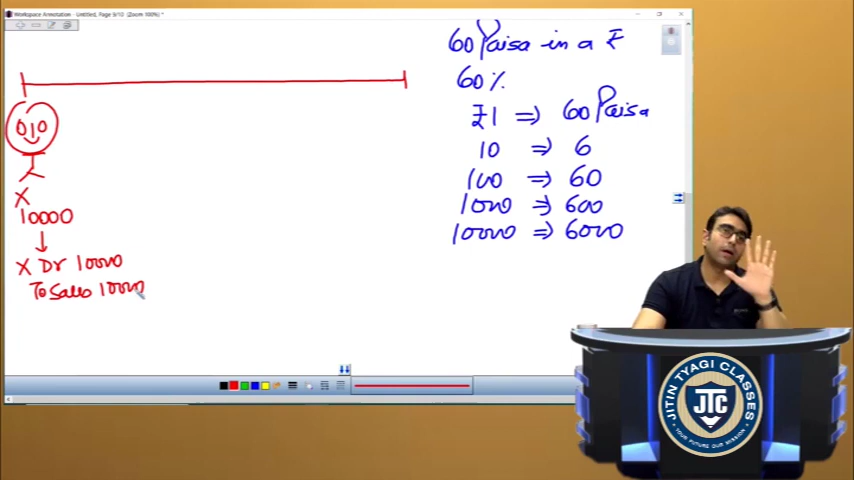 Workspace Annotation - Untitled, Page 9/10 (Zoom 100%) *
X
10000
X Dr 10000
To Sales 10000
60 Paisa in a ₹
60%
₹1 => 60 Paisa
10 => 6
100 => 60
1000 => 600
10000 => 6000
JITIN TYAGI CLASSES
JTC
YOUR FUTURE OUR MISSION